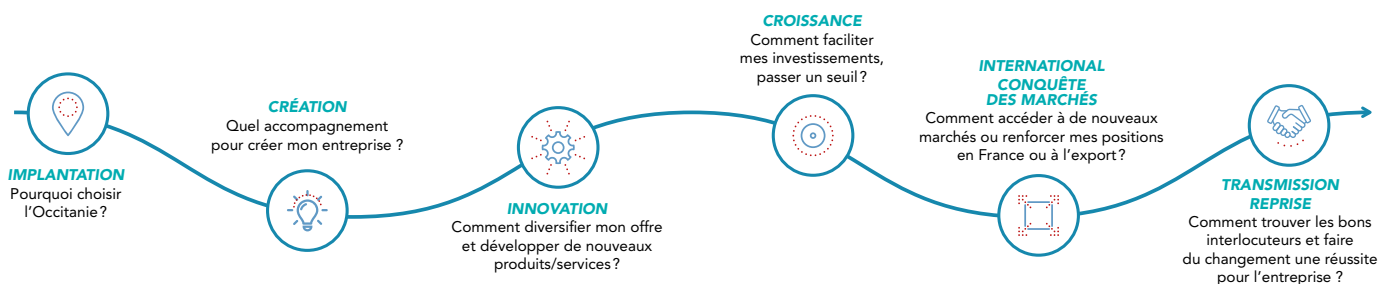 IMPLANTATION
Pourquoi choisir
l'Occitanie ?
CRÉATION
Quel accompagnement
pour créer mon entreprise ?
INNOVATION
Comment diversifier mon offre
et développer de nouveaux
produits/services ?
CROISSANCE
Comment faciliter
mes investissements,
passer un seuil ?
INTERNATIONAL
CONQUÊTE
DES MARCHÉS
Comment accéder à de nouveaux
marchés ou renforcer mes positions
en France ou à l'export ?
TRANSMISSION
REPRISE
Comment trouver les bons
interlocuteurs et faire
du changement une réussite
pour l'entreprise ?